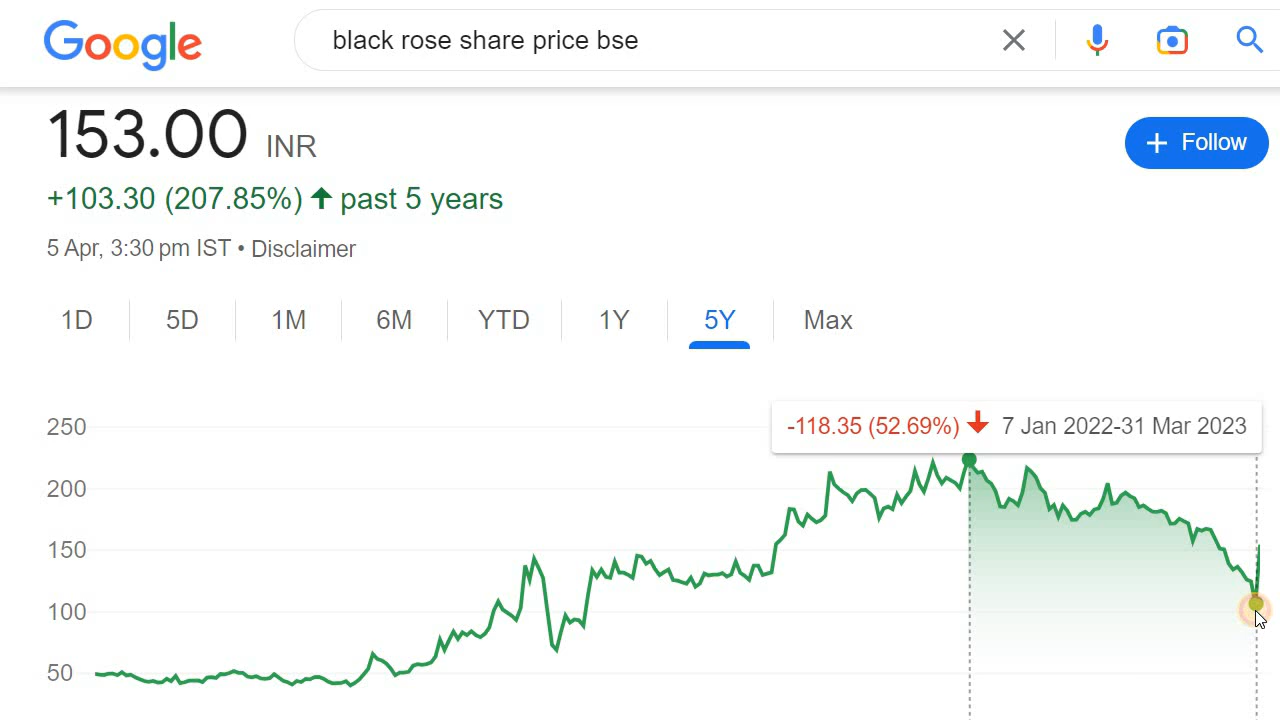 Google
black rose share price bse
153.00 INR
Follow
+103.30 (207.85%) past 5 years
5 Apr, 3:30 pm IST • Disclaimer
1D 5D 1M 6M YTD 1Y 5Y Max
-118.35 (52.69%) 7 Jan 2022-31 Mar 2023
250
200
150
100
50